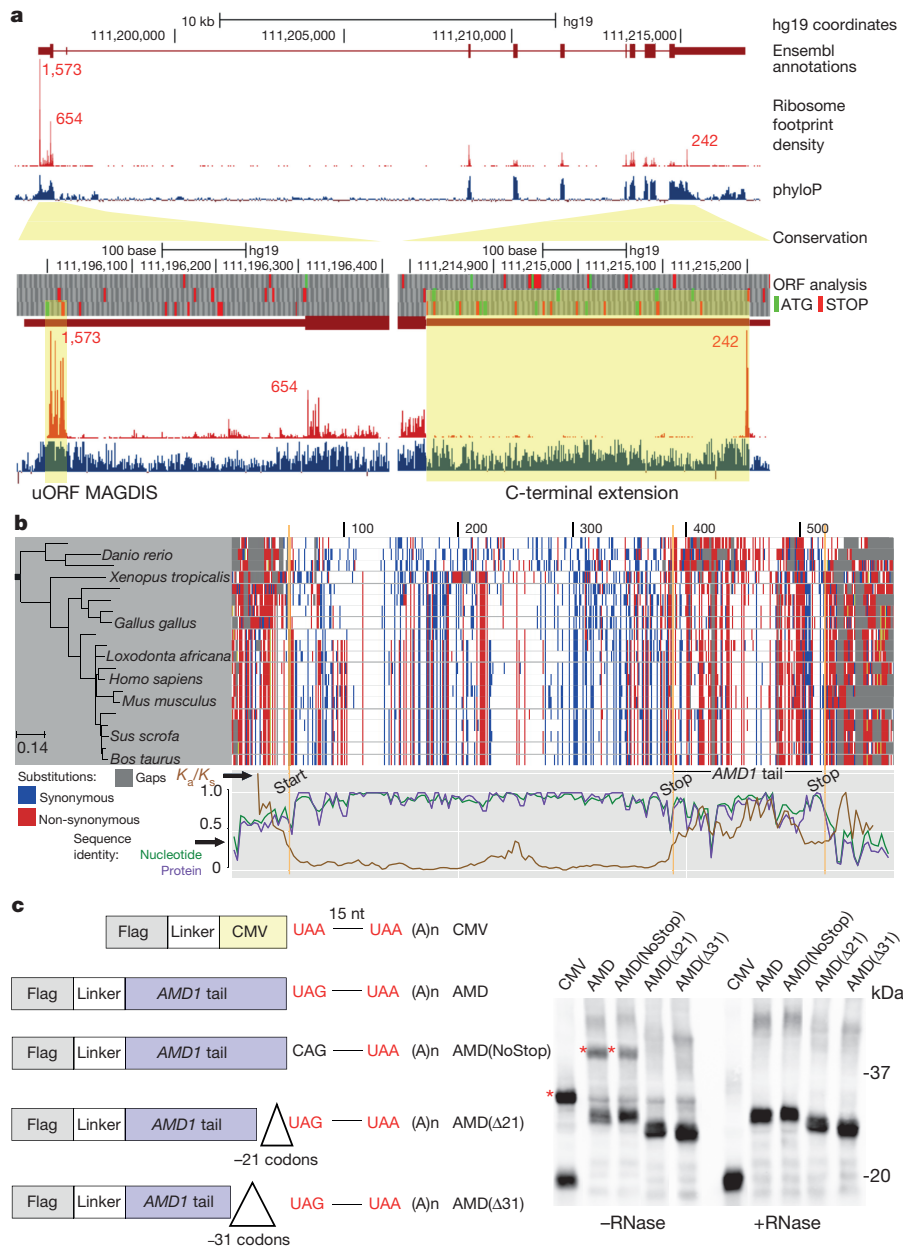 a
10 kb hg19 hg19 coordinates
111,200,000 111,205,000 111,210,000 111,215,000
Ensembl annotations
1,573
654
242
Ribosome footprint density
phyloP
Conservation
100 base hg19
111,196,100 111,196,200 111,196,300 111,196,400
100 base hg19
111,214,900 111,215,000 111,215,100 111,215,200
ORF analysis
ATG STOP
1,573
654
242
uORF MAGDIS
C-terminal extension
b
100 200 300 400 500
Danio rerio
Xenopus tropicalis
Gallus gallus
Loxodonta africana
Homo sapiens
Mus musculus
Sus scrofa
Bos taurus
0.14
Substitutions:
Synonymous
Non-synonymous
Gaps
Ka/Ks
Sequence identity: Nucleotide
Protein
1.0
0.5
0
Start
Stop
AMD1 tail
Stop
c
Flag Linker CMV UAA 15 nt UAA (A)n CMV
Flag Linker AMD1 tail UAG UAA (A)n AMD
Flag Linker AMD1 tail CAG UAA (A)n AMD(NoStop)
Flag Linker AMD1 tail UAG UAA (A)n AMD(Δ21)
–21 codons
Flag Linker AMD1 tail UAG UAA (A)n AMD(Δ31)
–31 codons
CMV AMD AMD(NoStop) AMD(Δ21) AMD(Δ31)
CMV AMD AMD(NoStop) AMD(Δ21) AMD(Δ31)
kDa
* *
*
-37
-20
–RNase
+RNase